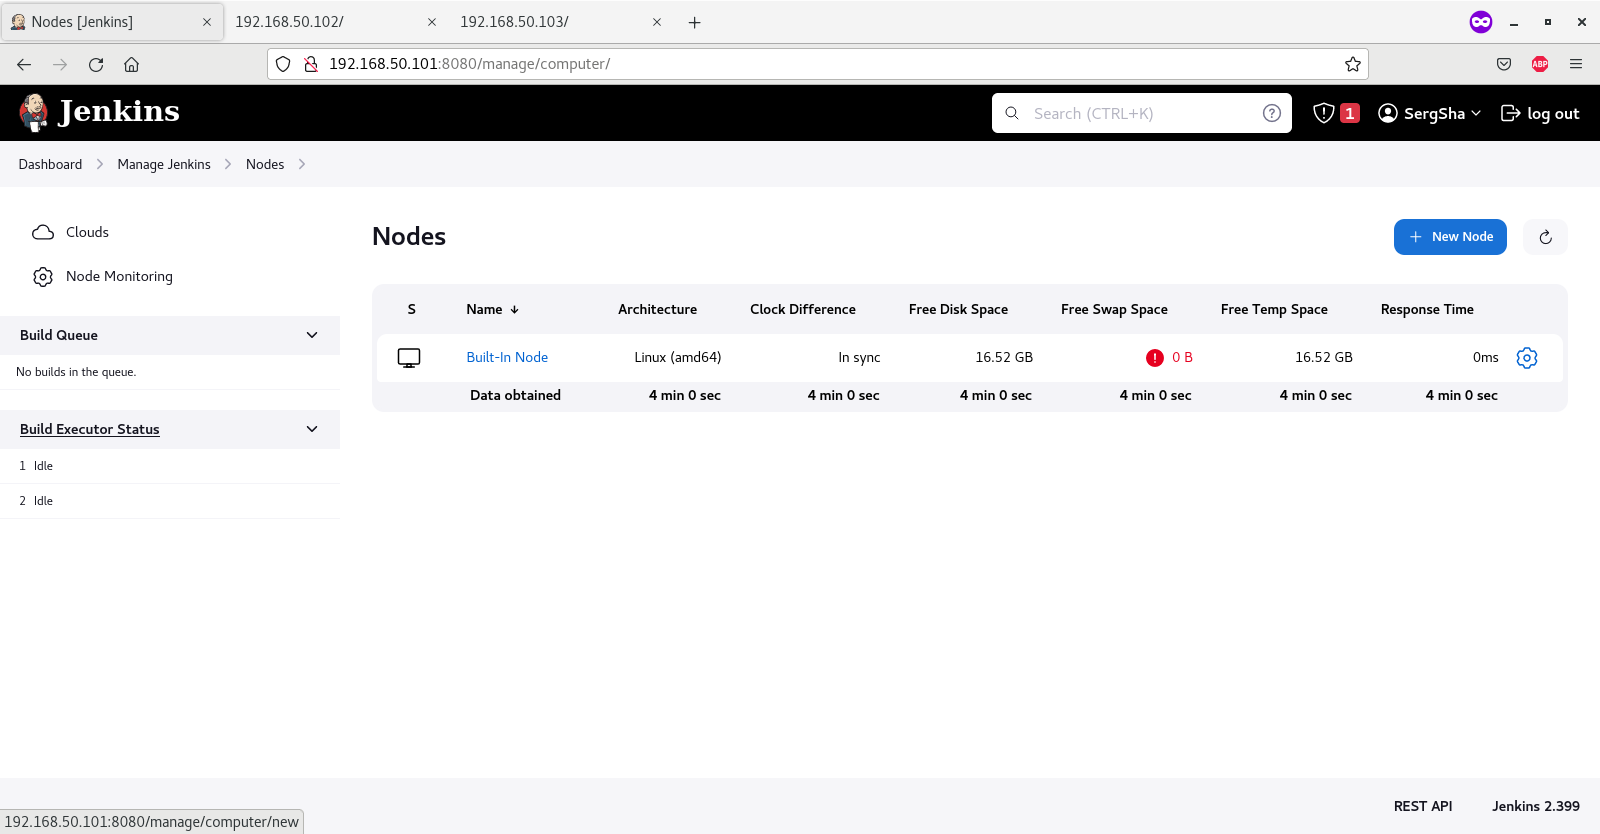 Nodes [Jenkins] 192.168.50.102/ 192.168.50.103/
192.168.50.101:8080/manage/computer/
ABP
Jenkins Search (CTRL+K) 1 SergSha log out
Dashboard Manage Jenkins Nodes
Clouds
Node Monitoring
Build Queue
No builds in the queue.
Build Executor Status
1 Idle
2 Idle
Nodes New Node
S Name ↓ Architecture Clock Difference Free Disk Space Free Swap Space Free Temp Space Response Time
Built-In Node Linux (amd64) In sync 16.52 GB 0 B 16.52 GB 0ms
Data obtained 4 min 0 sec 4 min 0 sec 4 min 0 sec 4 min 0 sec 4 min 0 sec 4 min 0 sec
REST API Jenkins 2.399
192.168.50.101:8080/manage/computer/new